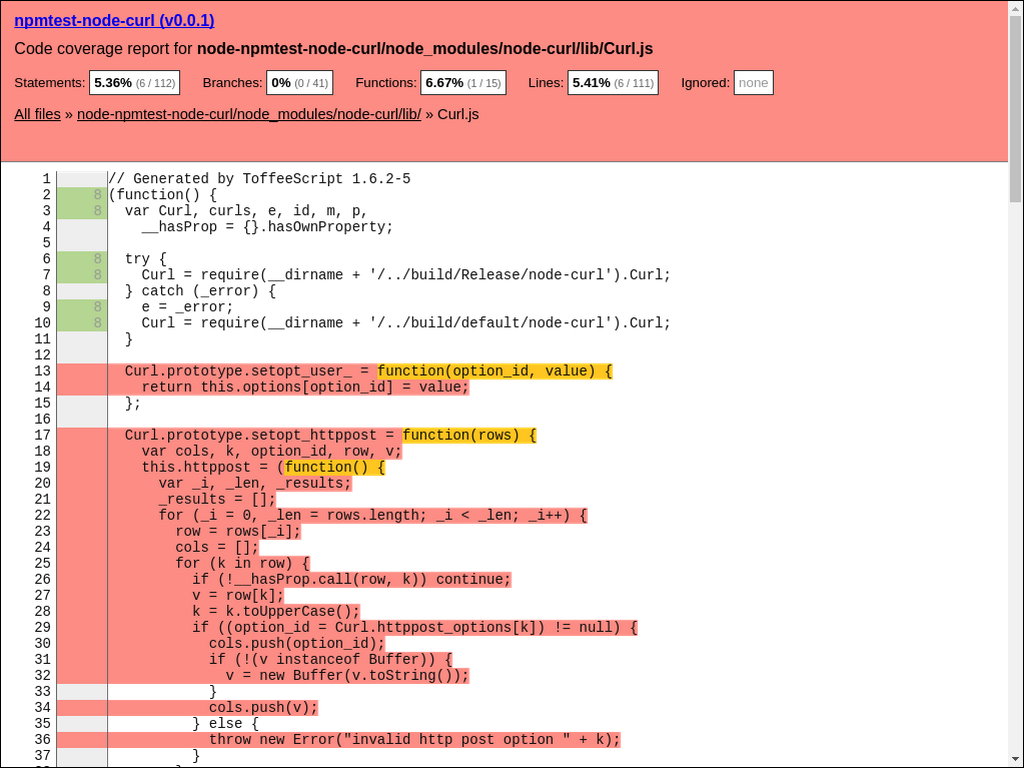 npmtest-node-curl (v0.0.1)
Code coverage report for node-npmtest-node-curl/node_modules/node-curl/lib/Curl.js
Statements: 5.36% (6 / 112) Branches: 0% (0 / 41) Functions: 6.67% (1 / 15) Lines: 5.41% (6 / 111) Ignored: none
All files » node-npmtest-node-curl/node_modules/node-curl/lib/ » Curl.js
1 // Generated by ToffeeScript 1.6.2-5
2 8 (function() {
3 8   var Curl, curls, e, id, m, p,
4     __hasProp = {}.hasOwnProperty;
5
6 8   try {
7 8     Curl = require(__dirname + '/../build/Release/node-curl').Curl;
8   } catch (_error) {
9 8     e = _error;
10 8     Curl = require(__dirname + '/../build/default/node-curl').Curl;
11   }
12
13   Curl.prototype.setopt_user_ = function(option_id, value) {
14     return this.options[option_id] = value;
15   };
16
17   Curl.prototype.setopt_httppost = function(rows) {
18     var cols, k, option_id, row, v;
19     this.httppost = (function() {
20       var _i, _len, _results;
21       _results = [];
22       for (_i = 0, _len = rows.length; _i < _len; _i++) {
23         row = rows[_i];
24         cols = [];
25         for (k in row) {
26           if (!__hasProp.call(row, k)) continue;
27           v = row[k];
28           k = k.toUpperCase();
29           if ((option_id = Curl.httppost_options[k]) != null) {
30             cols.push(option_id);
31             if (!(v instanceof Buffer)) {
32               v = new Buffer(v.toString());
33             }
34             cols.push(v);
35           } else {
36             throw new Error("invalid http post option " + k);
37           }